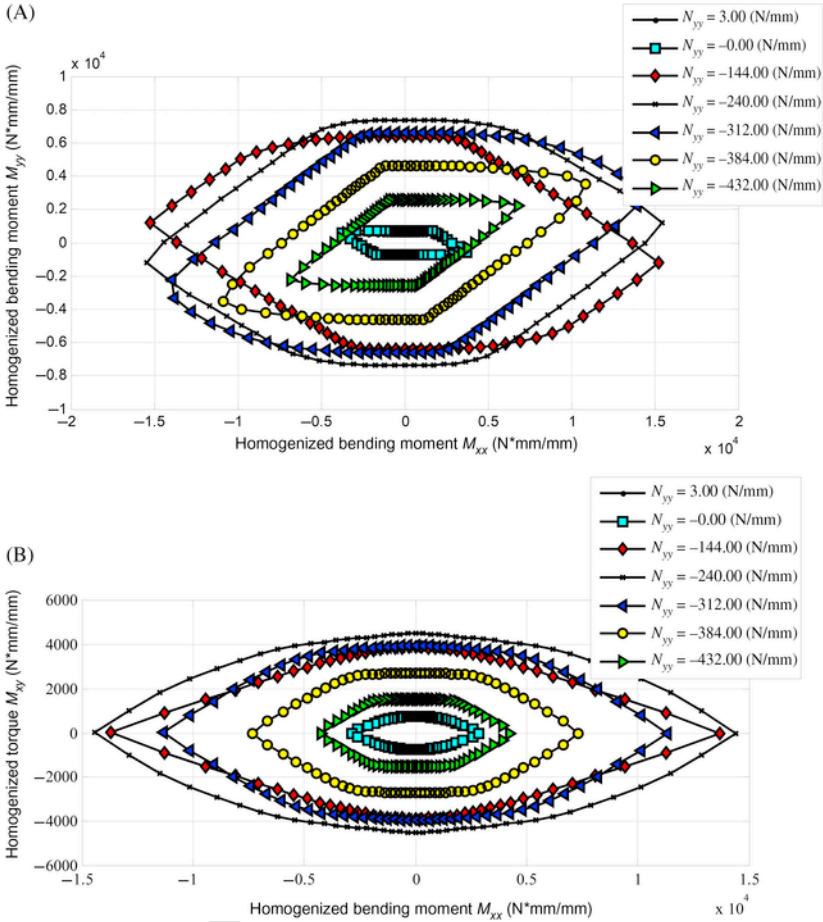 (A)
N_yy = 3.00 (N/mm)
N_yy = –0.00 (N/mm)
N_yy = –144.00 (N/mm)
N_yy = –240.00 (N/mm)
N_yy = –312.00 (N/mm)
N_yy = –384.00 (N/mm)
N_yy = –432.00 (N/mm)
x 10⁴
Homogenized bending moment M_yy (N*mm/mm)
1
0.8
0.6
0.4
0.2
0
–0.2
–0.4
–0.6
–0.8
–1
–2 –1.5 –1 –0.5 0 0.5 1 1.5 2
Homogenized bending moment M_xx (N*mm/mm)
x 10⁴
(B)
N_yy = 3.00 (N/mm)
N_yy = –0.00 (N/mm)
N_yy = –144.00 (N/mm)
N_yy = –240.00 (N/mm)
N_yy = –312.00 (N/mm)
N_yy = –384.00 (N/mm)
N_yy = –432.00 (N/mm)
Homogenized torque M_xy (N*mm/mm)
6000
4000
2000
0
–2000
–4000
–6000
–1.5 –1 –0.5 0 0.5 1 1.5
Homogenized bending moment M_xx (N*mm/mm)
x 10⁴